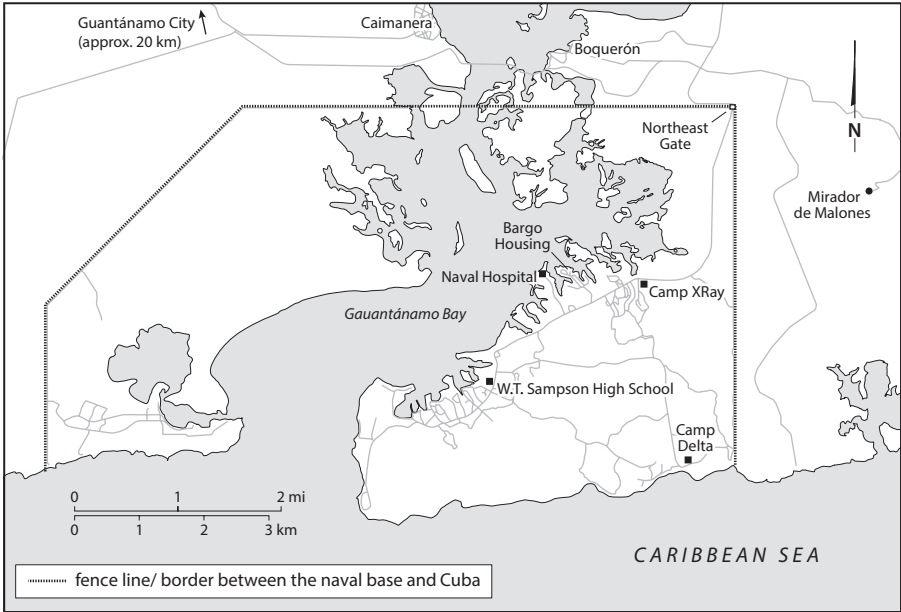 Guantánamo City
(approx. 20 km)
Caimanera
Boquerón
Northeast
Gate
N
Mirador
de Malones
Bargo
Housing
Naval Hospital
Camp XRay
Gauantánamo Bay
W.T. Sampson High School
Camp
Delta
0 1 2 mi
0 1 2 3 km
CARIBBEAN SEA
fence line/ border between the naval base and Cuba